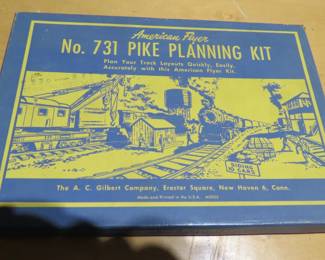 American Flyer
No. 731 PIKE PLANNING KIT
Plan Your Track Layouts Quickly, Easily,
Accurately with this American Flyer Kit.
SIDING
10 CARS
The A. C. Gilbert Company, Erector Square, New Haven 6, Conn.
Made and Printed in the U.S.A.